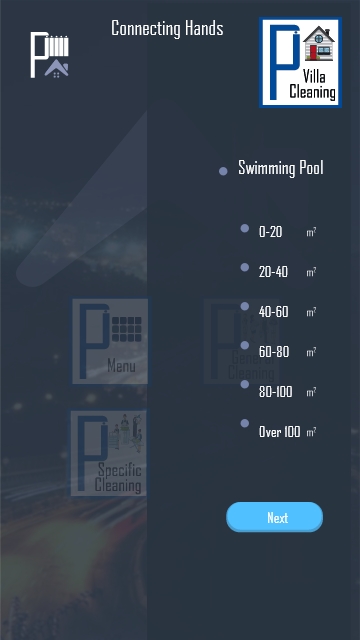 Connecting Hands
Villa
Cleaning
Swimming Pool
0-20 m²
20-40 m²
40-60 m²
60-80 m²
80-100 m²
Over 100 m²
Menu
Specific
Cleaning
Next